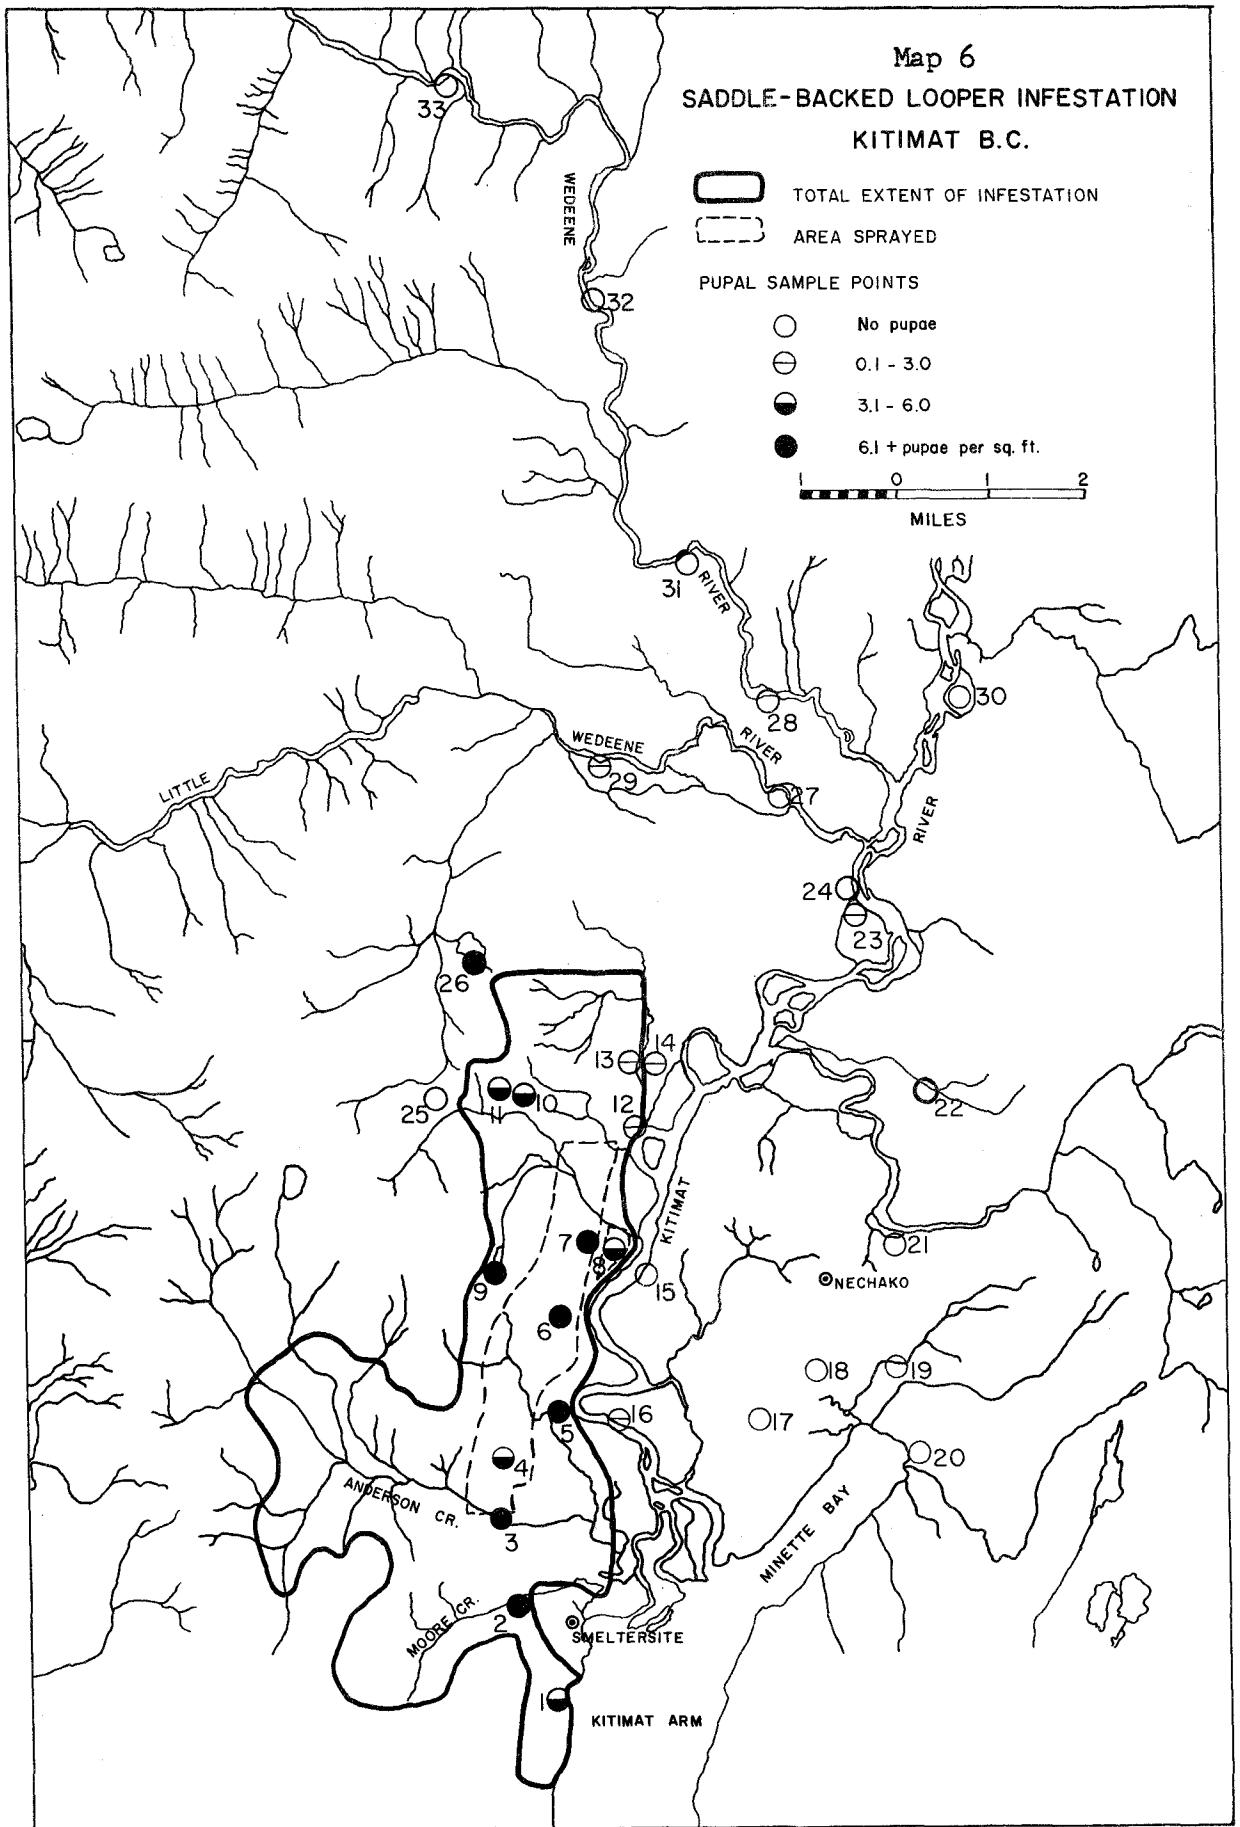 Map 6
SADDLE-BACKED LOOPER INFESTATION
KITIMAT B.C.
TOTAL EXTENT OF INFESTATION
AREA SPRAYED
PUPAL SAMPLE POINTS
No pupae
0.1 - 3.0
3.1 - 6.0
6.1 + pupae per sq. ft.
1 0 1 2
MILES
33
WEDEENE
32
31
RIVER
30
28
RIVER
WEDEENE
29
27
LITTLE
RIVER
24
23
26
13
14
25
11
10
12
22
KITIMAT
7
8
21
9
15
NECHAKO
6
18
19
5
16
17
4
20
ANDERSON CR.
3
MINETTE BAY
MOORE CR.
2
SMELTERSITE
1
KITIMAT ARM